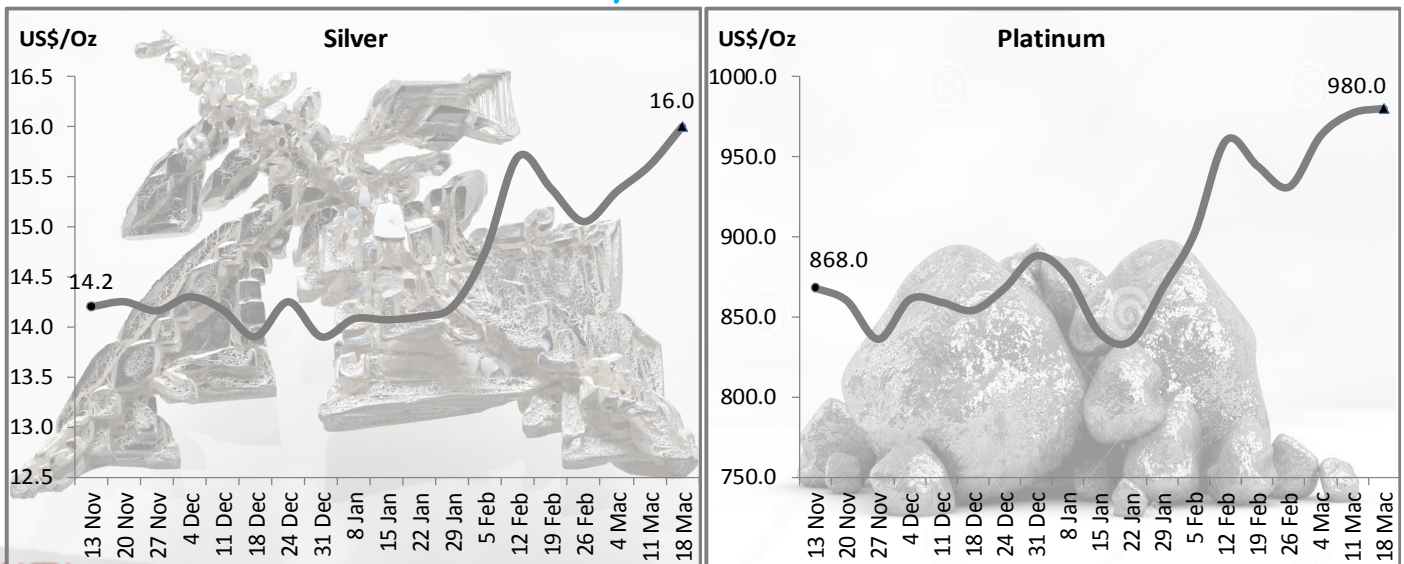 US$/Oz Silver
16.5
16.0
15.5
15.0
14.5
14.0
13.5
13.0
12.5
14.2
16.0
13 Nov
20 Nov
27 Nov
4 Dec
11 Dec
18 Dec
24 Dec
31 Dec
8 Jan
15 Jan
22 Jan
29 Jan
5 Feb
12 Feb
19 Feb
26 Feb
4 Mac
11 Mac
18 Mac
US$/Oz Platinum
1000.0
950.0
900.0
850.0
800.0
750.0
868.0
980.0
13 Nov
20 Nov
27 Nov
4 Dec
11 Dec
18 Dec
24 Dec
31 Dec
8 Jan
15 Jan
22 Jan
29 Jan
5 Feb
12 Feb
19 Feb
26 Feb
4 Mac
11 Mac
18 Mac